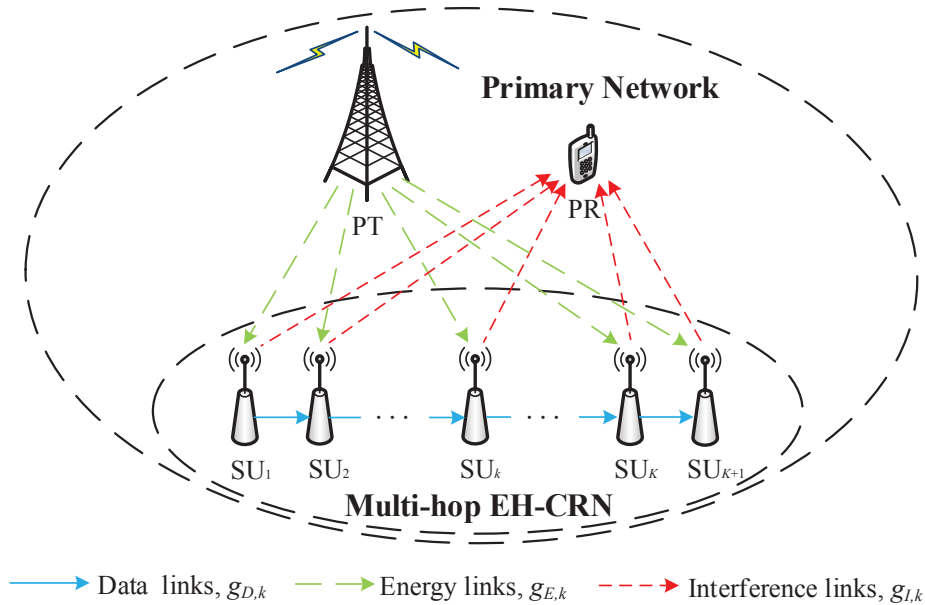 Primary Network
PT
PR
SU1 SU2 SUk SUK SUK+1
Multi-hop EH-CRN
Data links, gD,k Energy links, gE,k Interference links, gI,k